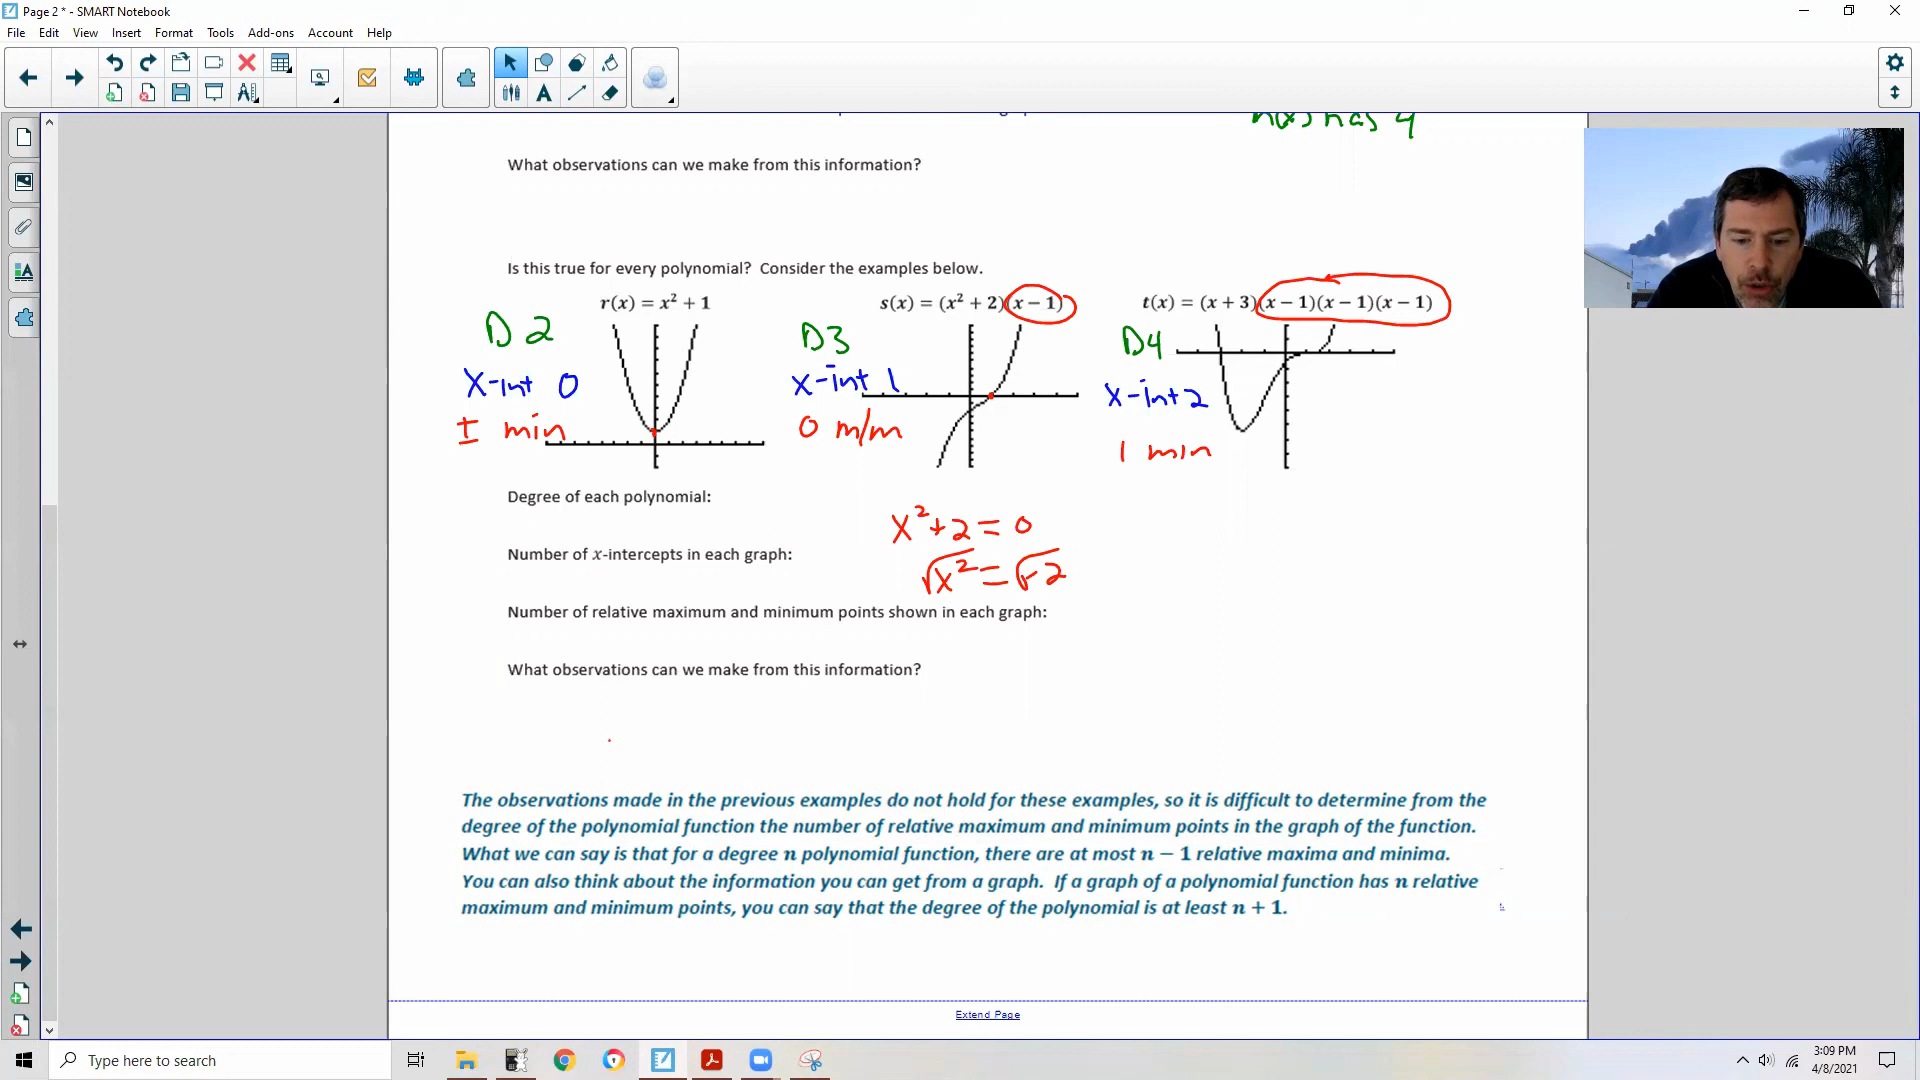 Page 2 * - SMART Notebook
File Edit View Insert Format Tools Add-ons Account Help
What observations can we make from this information?
Is this true for every polynomial? Consider the examples below.
r(x) = x² + 1
s(x) = (x² + 2)(x − 1)
t(x) = (x + 3)(x − 1)(x − 1)(x − 1)
D 2
D3
D4
x-int 0
x-int 1
x-int 2
± min
0 m/m
1 min
Degree of each polynomial:
x² + 2 = 0
Number of x-intercepts in each graph:
√x² = √-2
Number of relative maximum and minimum points shown in each graph:
What observations can we make from this information?
The observations made in the previous examples do not hold for these examples, so it is difficult to determine from the
degree of the polynomial function the number of relative maximum and minimum points in the graph of the function.
What we can say is that for a degree n polynomial function, there are at most n − 1 relative maxima and minima.
You can also think about the information you can get from a graph. If a graph of a polynomial function has n relative
maximum and minimum points, you can say that the degree of the polynomial is at least n + 1.
Extend Page
Type here to search
3:09 PM
4/8/2021